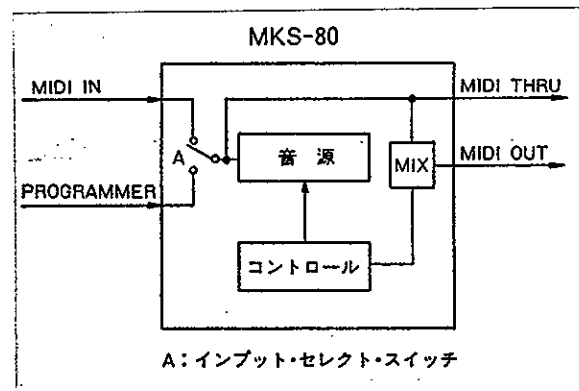 MKS-80
MIDI IN
MIDI THRU
A
音源
MIX
MIDI OUT
PROGRAMMER
コントロール
A：インプット・セレクト・スイッチ